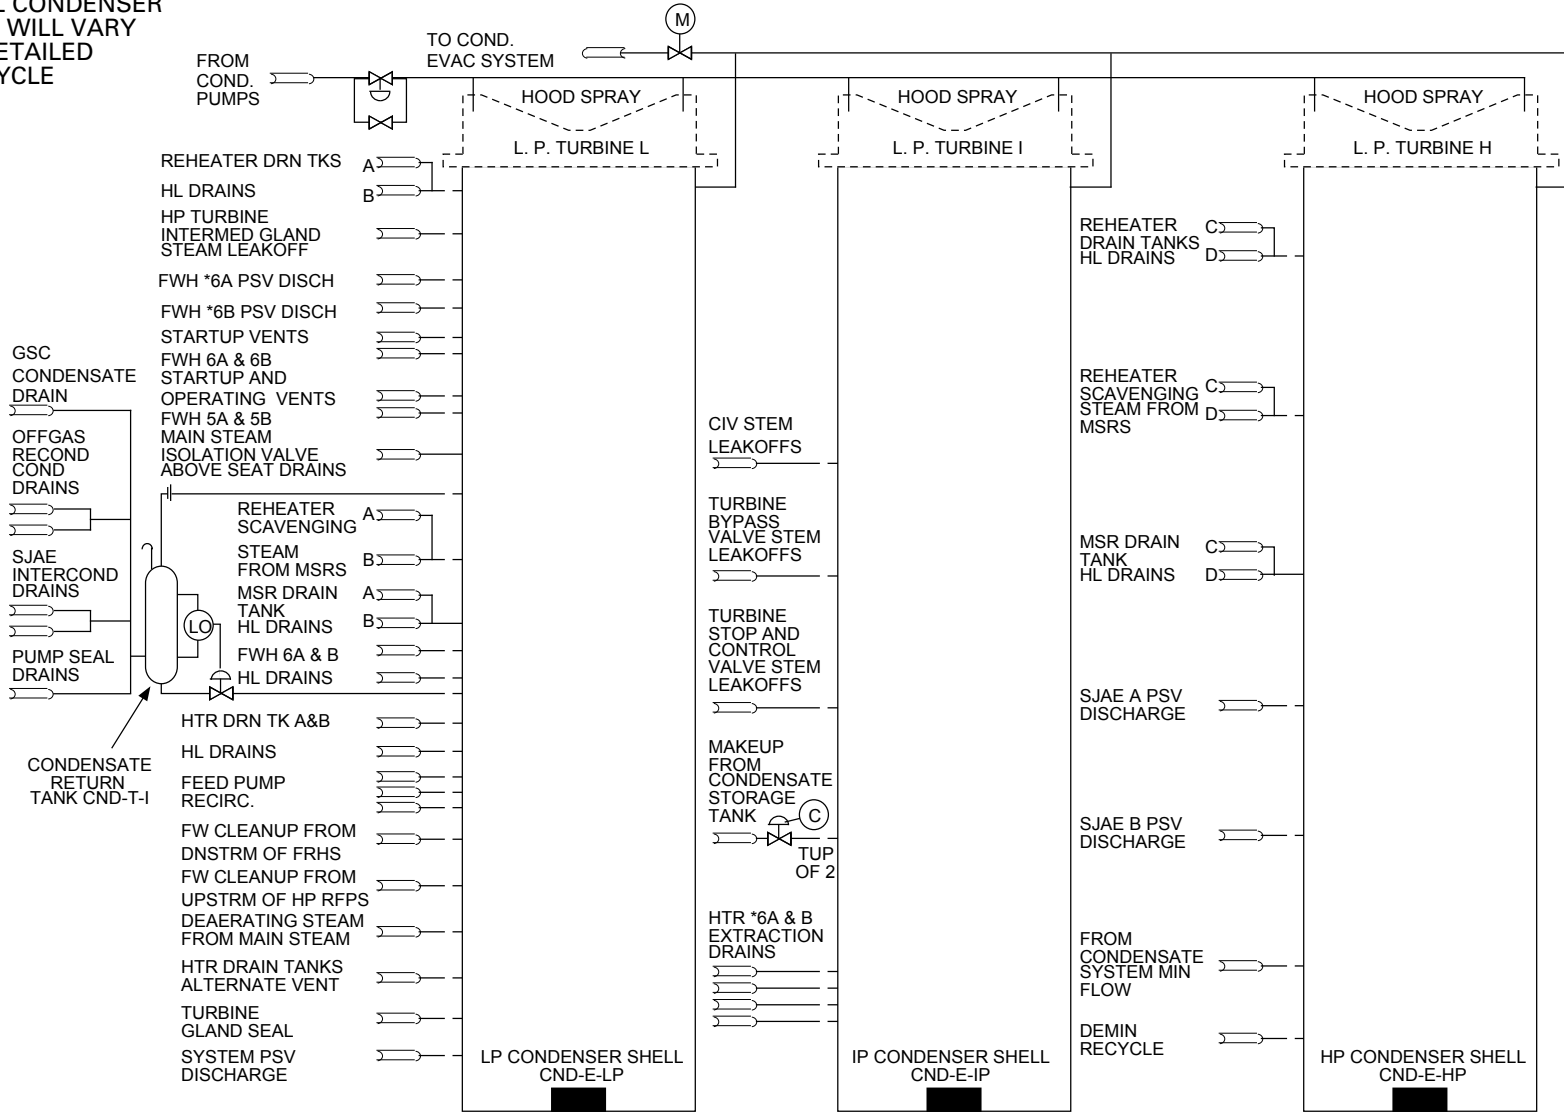 CONDENSER
WILL VARY
ETAILED
YCLE
FROM
COND.
PUMPS
TO COND.
EVAC SYSTEM
M
HOOD SPRAY
L. P. TURBINE L
HOOD SPRAY
L. P. TURBINE I
HOOD SPRAY
L. P. TURBINE H
REHEATER DRN TKS
A
HL DRAINS
B
HP TURBINE
INTERMED GLAND
STEAM LEAKOFF
FWH *6A PSV DISCH
FWH *6B PSV DISCH
STARTUP VENTS
FWH 6A & 6B
STARTUP AND
OPERATING VENTS
FWH 5A & 5B
MAIN STEAM
ISOLATION VALVE
ABOVE SEAT DRAINS
GSC
CONDENSATE
DRAIN
OFFGAS
RECOND
COND
DRAINS
SJAE
INTERCOND
DRAINS
PUMP SEAL
DRAINS
LO
CONDENSATE
RETURN
TANK CND-T-I
REHEATER
SCAVENGING
A
STEAM
FROM MSRS
B
MSR DRAIN
TANK
HL DRAINS
A
B
FWH 6A & B
HL DRAINS
HTR DRN TK A&B
HL DRAINS
FEED PUMP
RECIRC.
FW CLEANUP FROM
DNSTRM OF FRHS
FW CLEANUP FROM
UPSTRM OF HP RFPS
DEAERATING STEAM
FROM MAIN STEAM
HTR DRAIN TANKS
ALTERNATE VENT
TURBINE
GLAND SEAL
SYSTEM PSV
DISCHARGE
LP CONDENSER SHELL
CND-E-LP
CIV STEM
LEAKOFFS
TURBINE
BYPASS
VALVE STEM
LEAKOFFS
TURBINE
STOP AND
CONTROL
VALVE STEM
LEAKOFFS
MAKEUP
FROM
CONDENSATE
STORAGE
TANK
C
TUP
OF 2
HTR *6A & B
EXTRACTION
DRAINS
IP CONDENSER SHELL
CND-E-IP
REHEATER
DRAIN TANKS
HL DRAINS
C
D
REHEATER
SCAVENGING
STEAM FROM
MSRS
C
D
MSR DRAIN
TANK
HL DRAINS
C
D
SJAE A PSV
DISCHARGE
SJAE B PSV
DISCHARGE
FROM
CONDENSATE
SYSTEM MIN
FLOW
DEMIN
RECYCLE
HP CONDENSER SHELL
CND-E-HP